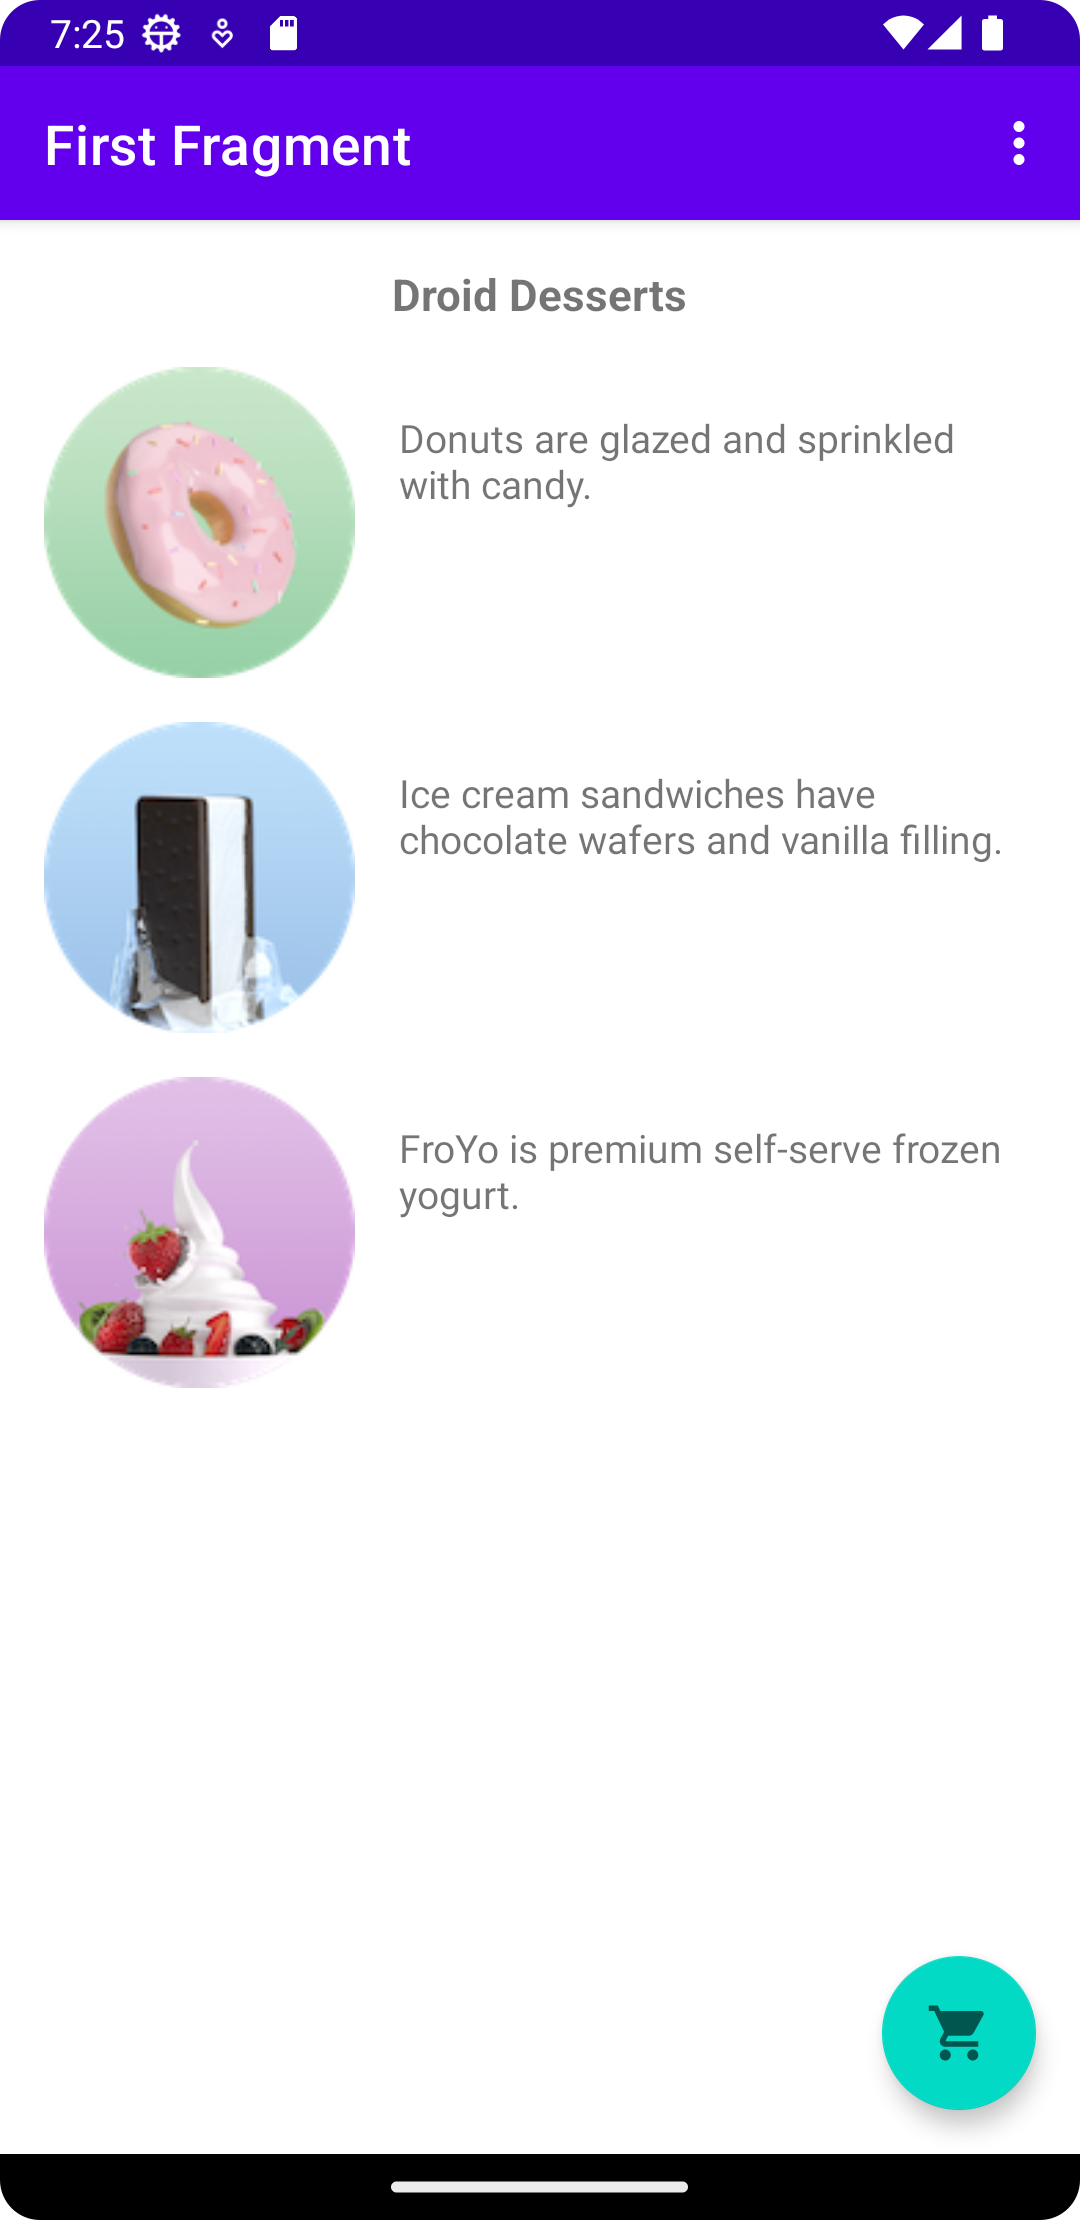 7:25
First Fragment
Droid Desserts
Donuts are glazed and sprinkled
with candy.
Ice cream sandwiches have
chocolate wafers and vanilla filling.
FroYo is premium self-serve frozen
yogurt.